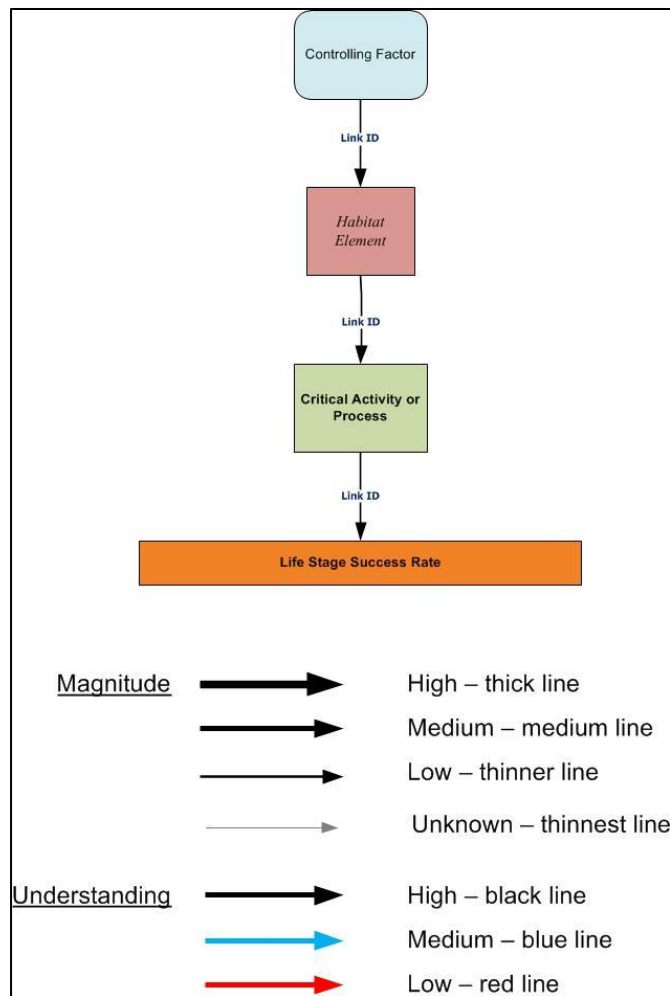 Controlling Factor
Link ID
Habitat
Element
Link ID
Critical Activity or
Process
Link ID
Life Stage Success Rate
Magnitude
High – thick line
Medium – medium line
Low – thinner line
Unknown – thinnest line
Understanding
High – black line
Medium – blue line
Low – red line